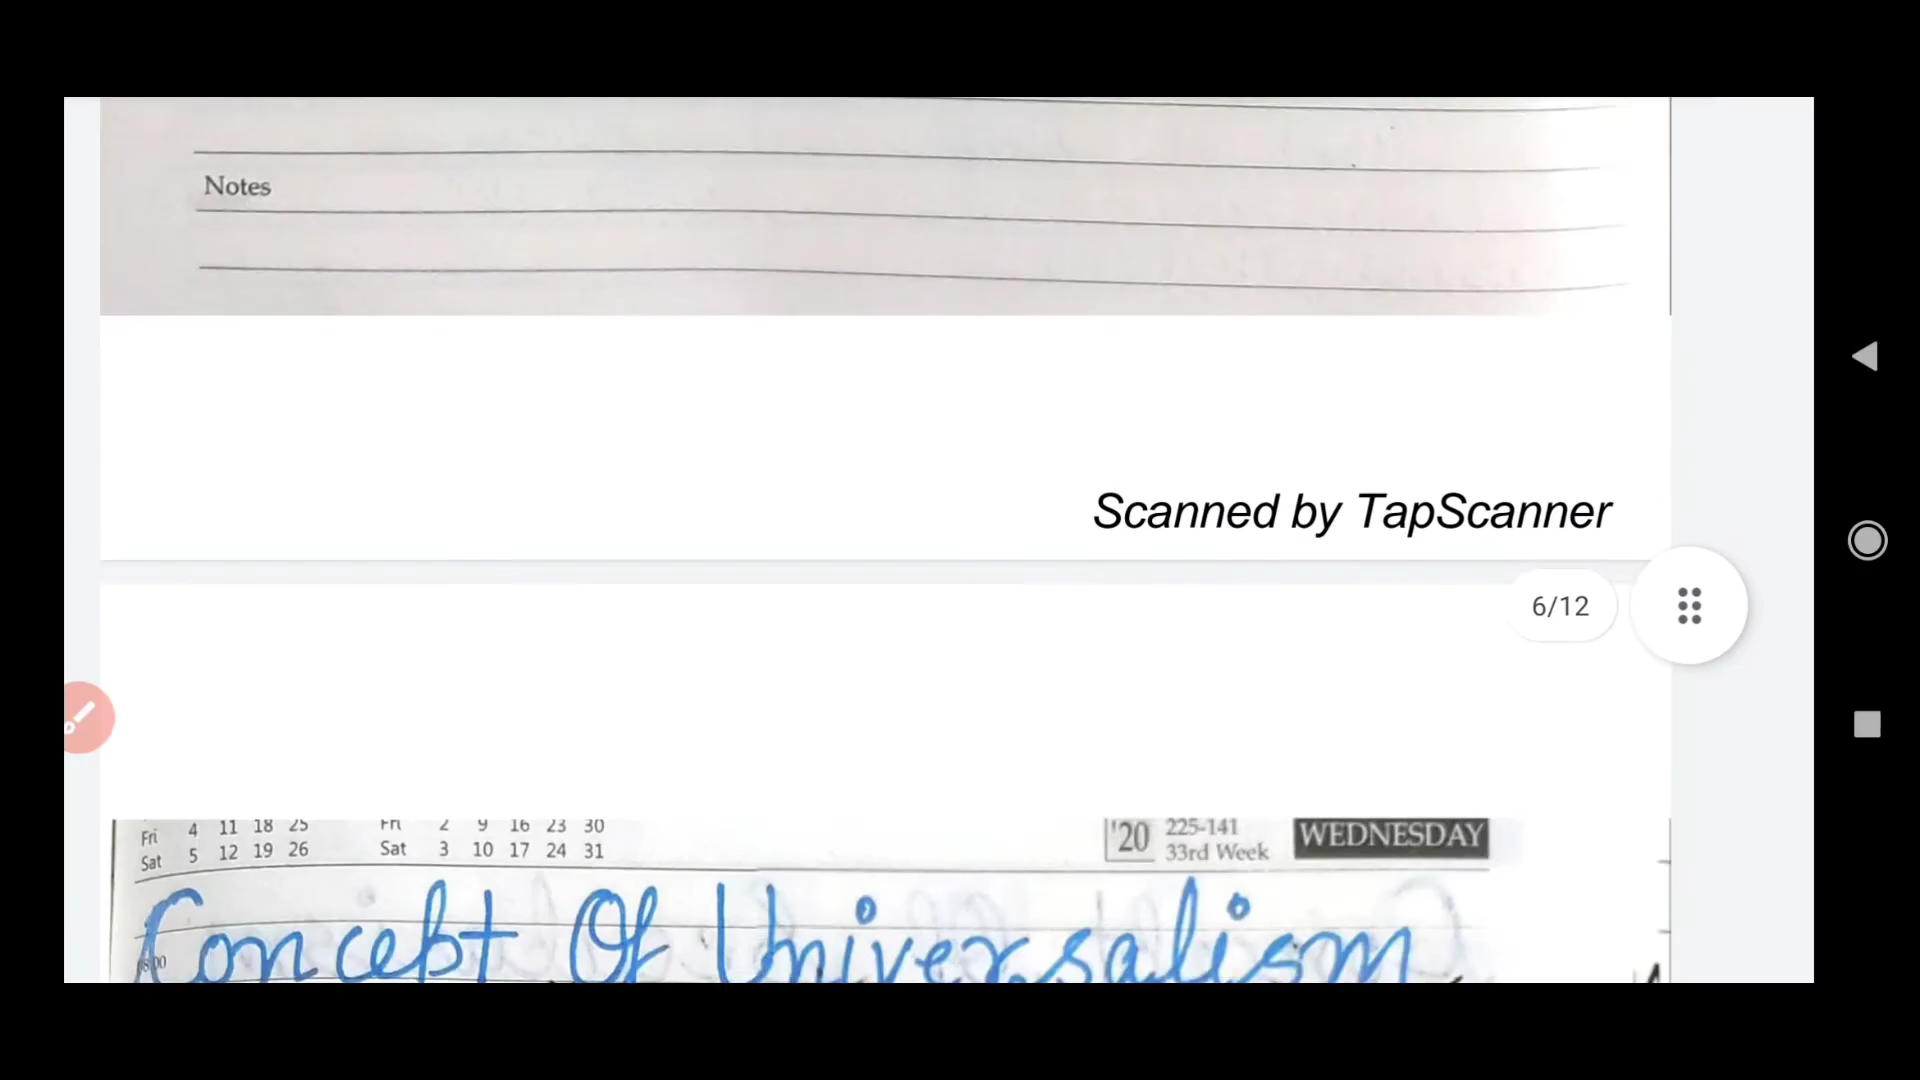 Notes
Scanned by TapScanner
6/12
Fri 4 11 18 25 Fri 2 9 16 23 30
Sat 5 12 19 26 Sat 3 10 17 24 31
'20 225-141 WEDNESDAY
33rd Week
Concept Of Universalism